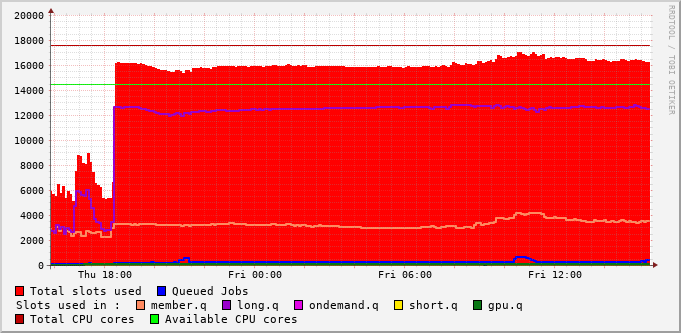 20000
18000
16000
14000
12000
10000
8000
6000
4000
2000
0
Thu 18:00 Fri 00:00 Fri 06:00 Fri 12:00
Total slots used Queued Jobs
Slots used in : member.q long.q ondemand.q short.q gpu.q
Total CPU cores Available CPU cores
RRDTOOL / TOBI OETIKER